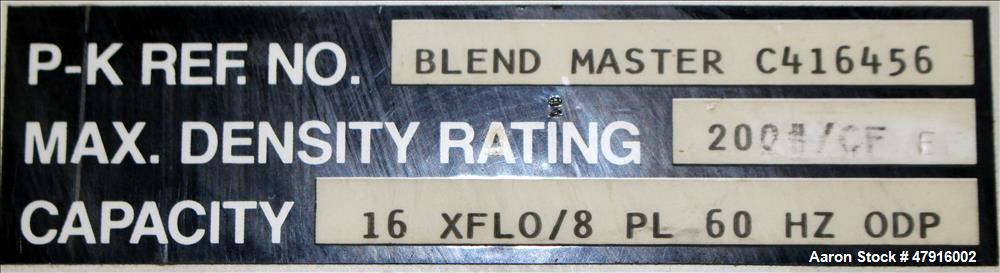 P-K REF. NO. BLEND MASTER C416456
MAX. DENSITY RATING
CAPACITY 16 XFLO/8 PL 60 HZ ODP
Aaron Stock # 47916002